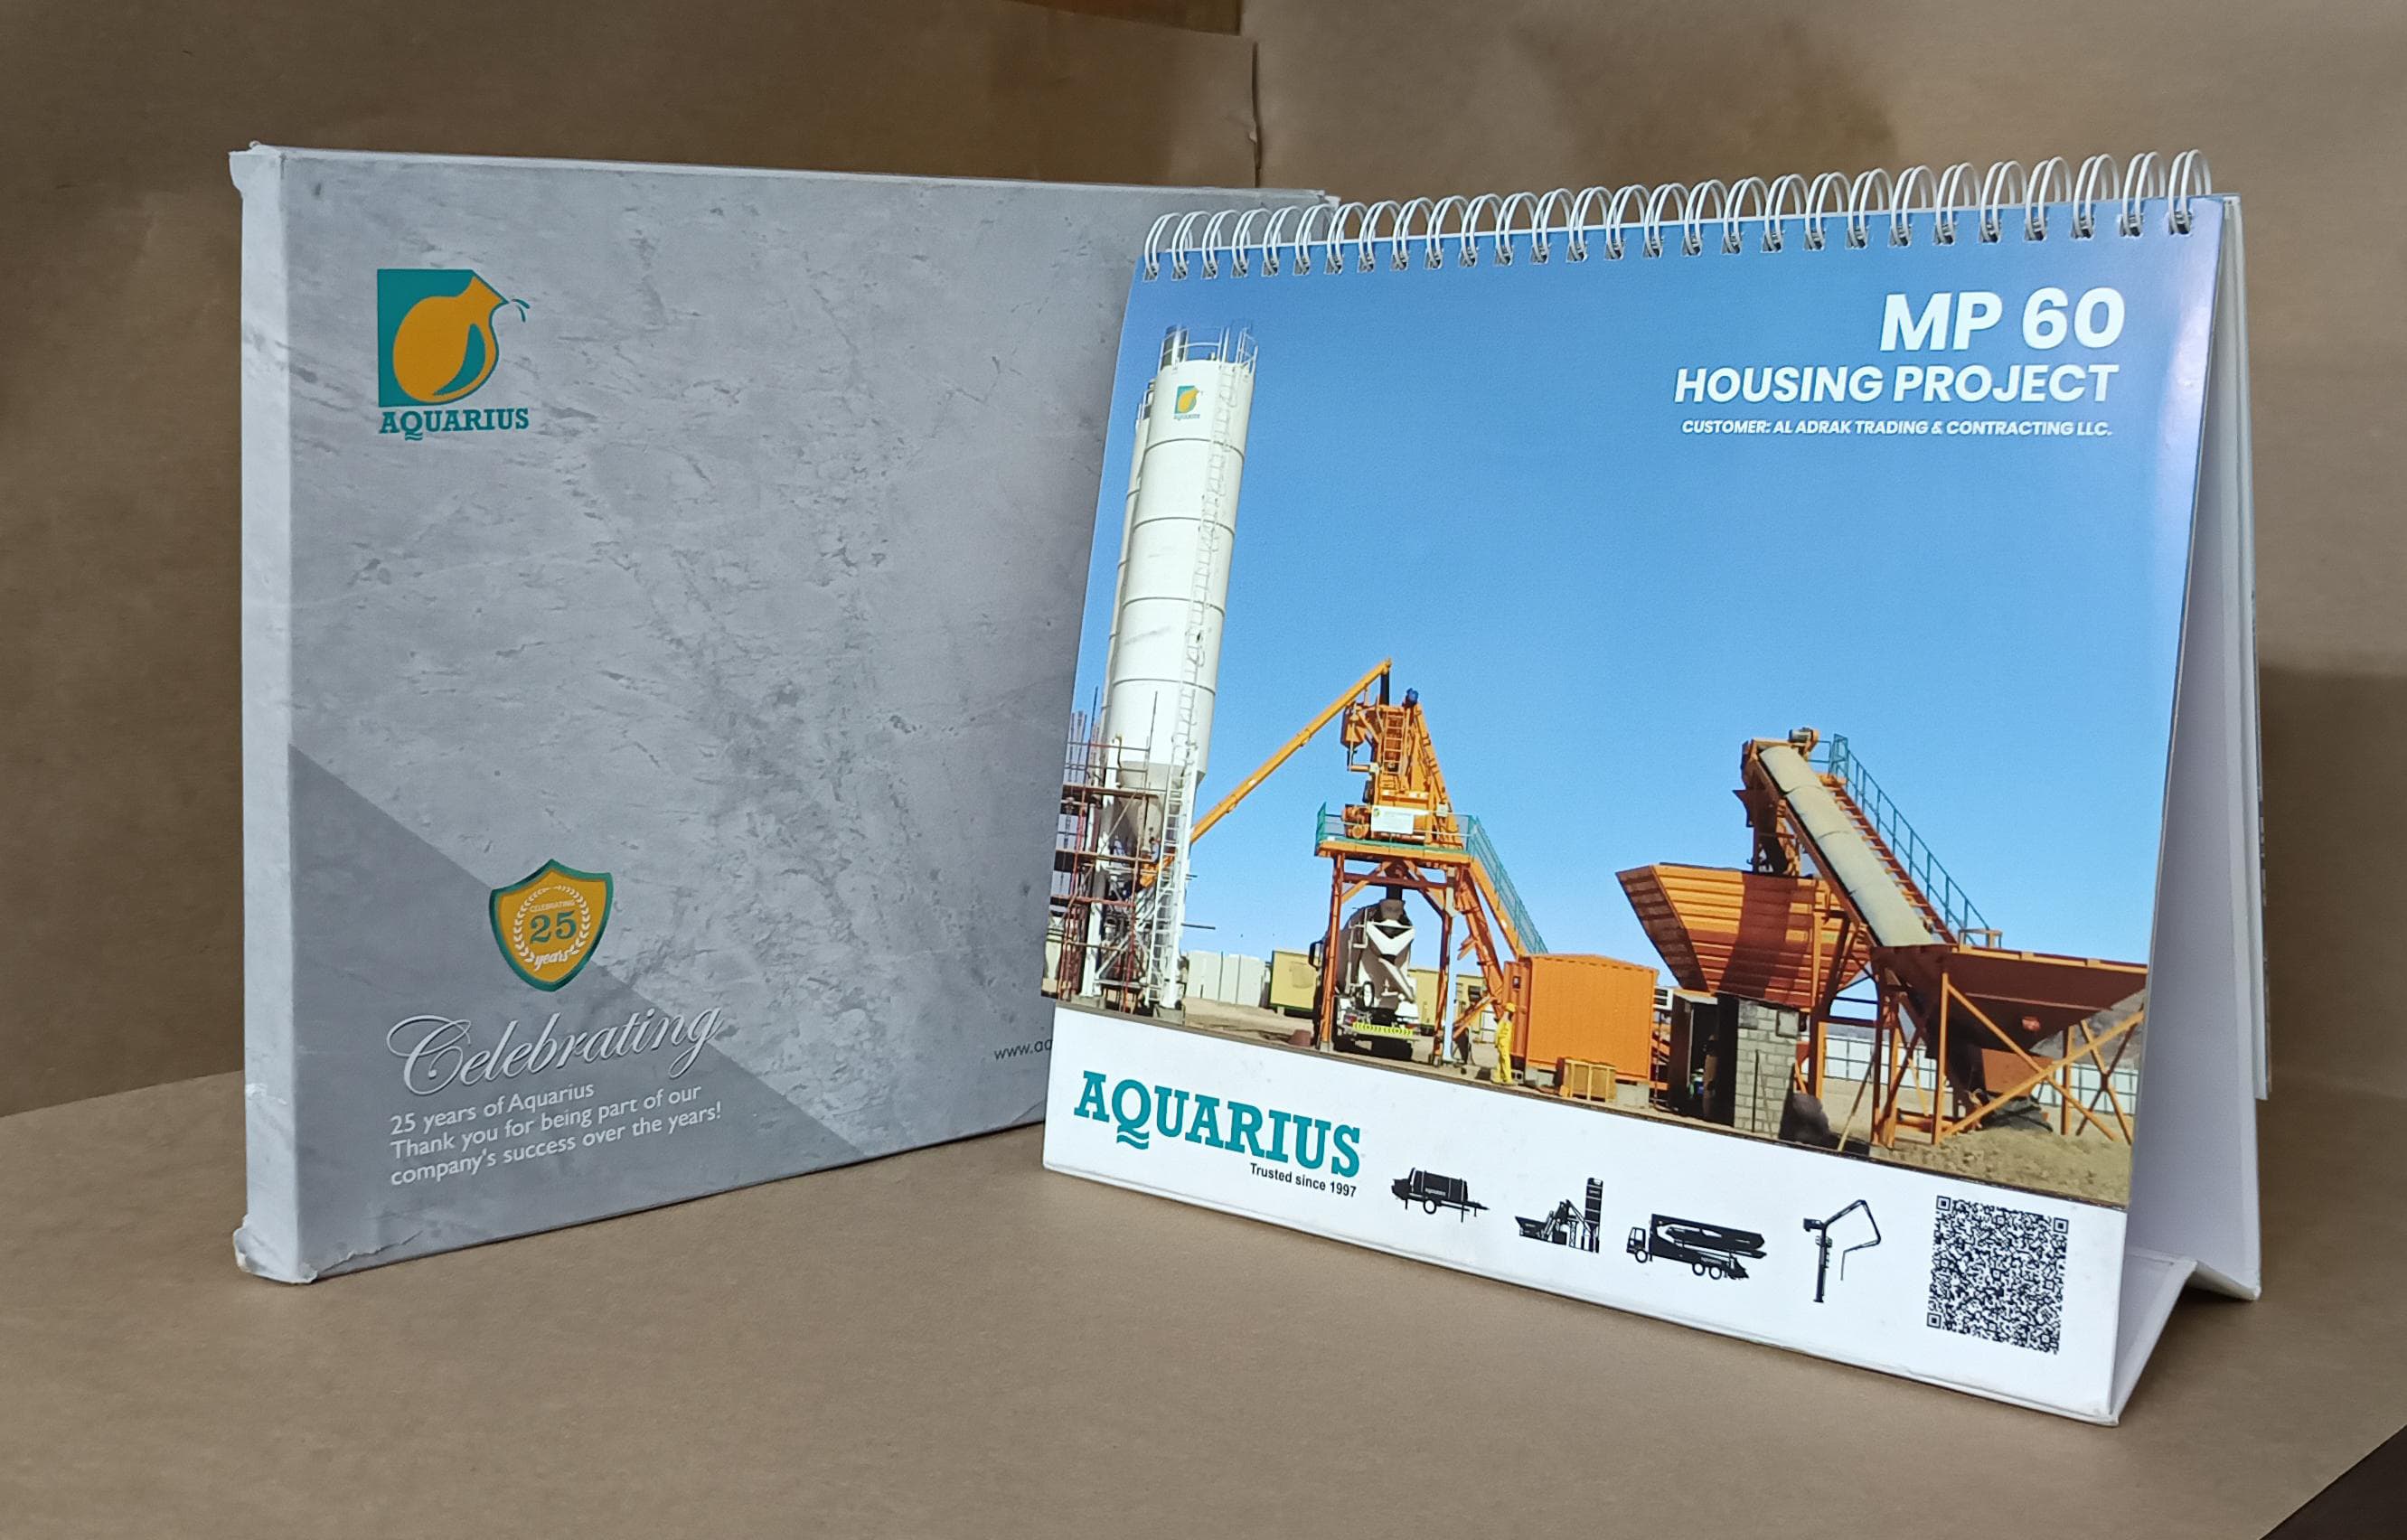 AQUARIUS
CELEBRATING
25
years
Celebrating
25 years of Aquarius
Thank you for being part of our
company's success over the years!
MP 60
HOUSING PROJECT
CUSTOMER: AL ADRAK TRADING & CONTRACTING LLC.
AQUARIUS
AQUARIUS
Trusted since 1997